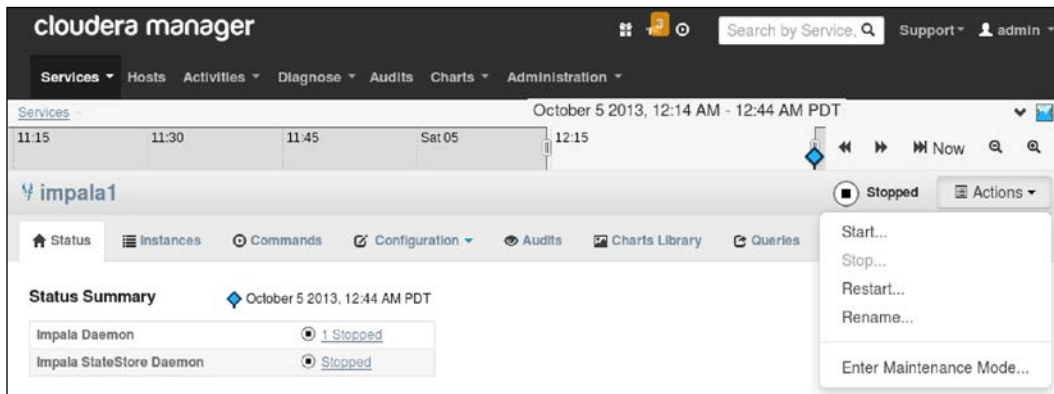 cloudera manager
3
Search by Service,
Support
admin
Services Hosts Activities Diagnose Audits Charts Administration
Services
October 5 2013, 12:14 AM - 12:44 AM PDT
11:15 11:30 11:45 Sat 05 12:15
Now
impala1
Stopped
Actions
Status Instances Commands Configuration Audits Charts Library Queries
Start...
Stop...
Restart...
Rename...
Enter Maintenance Mode...
Status Summary
October 5 2013, 12:44 AM PDT
Impala Daemon 1 Stopped
Impala StateStore Daemon Stopped